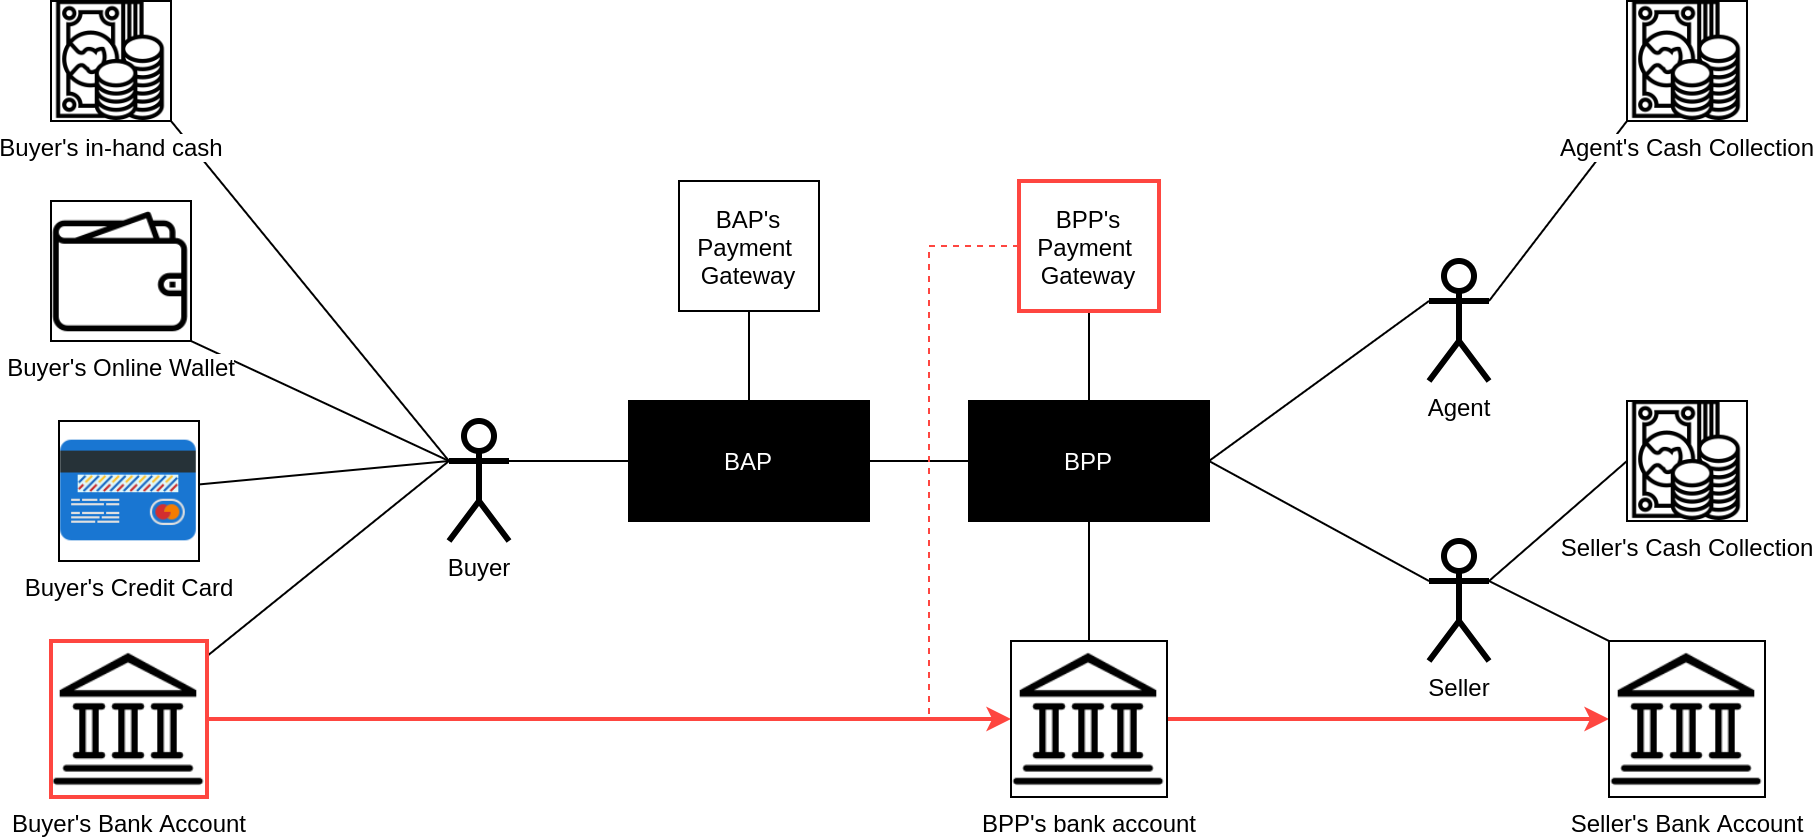 Buyer's in-hand cash
Agent's Cash Collection
BAP's
Payment
Gateway
BPP's
Payment
Gateway
Buyer's Online Wallet
Agent
BAP
BPP
Buyer
Seller's Cash Collection
Buyer's Credit Card
Seller
Buyer's Bank Account
BPP's bank account
Seller's Bank Account